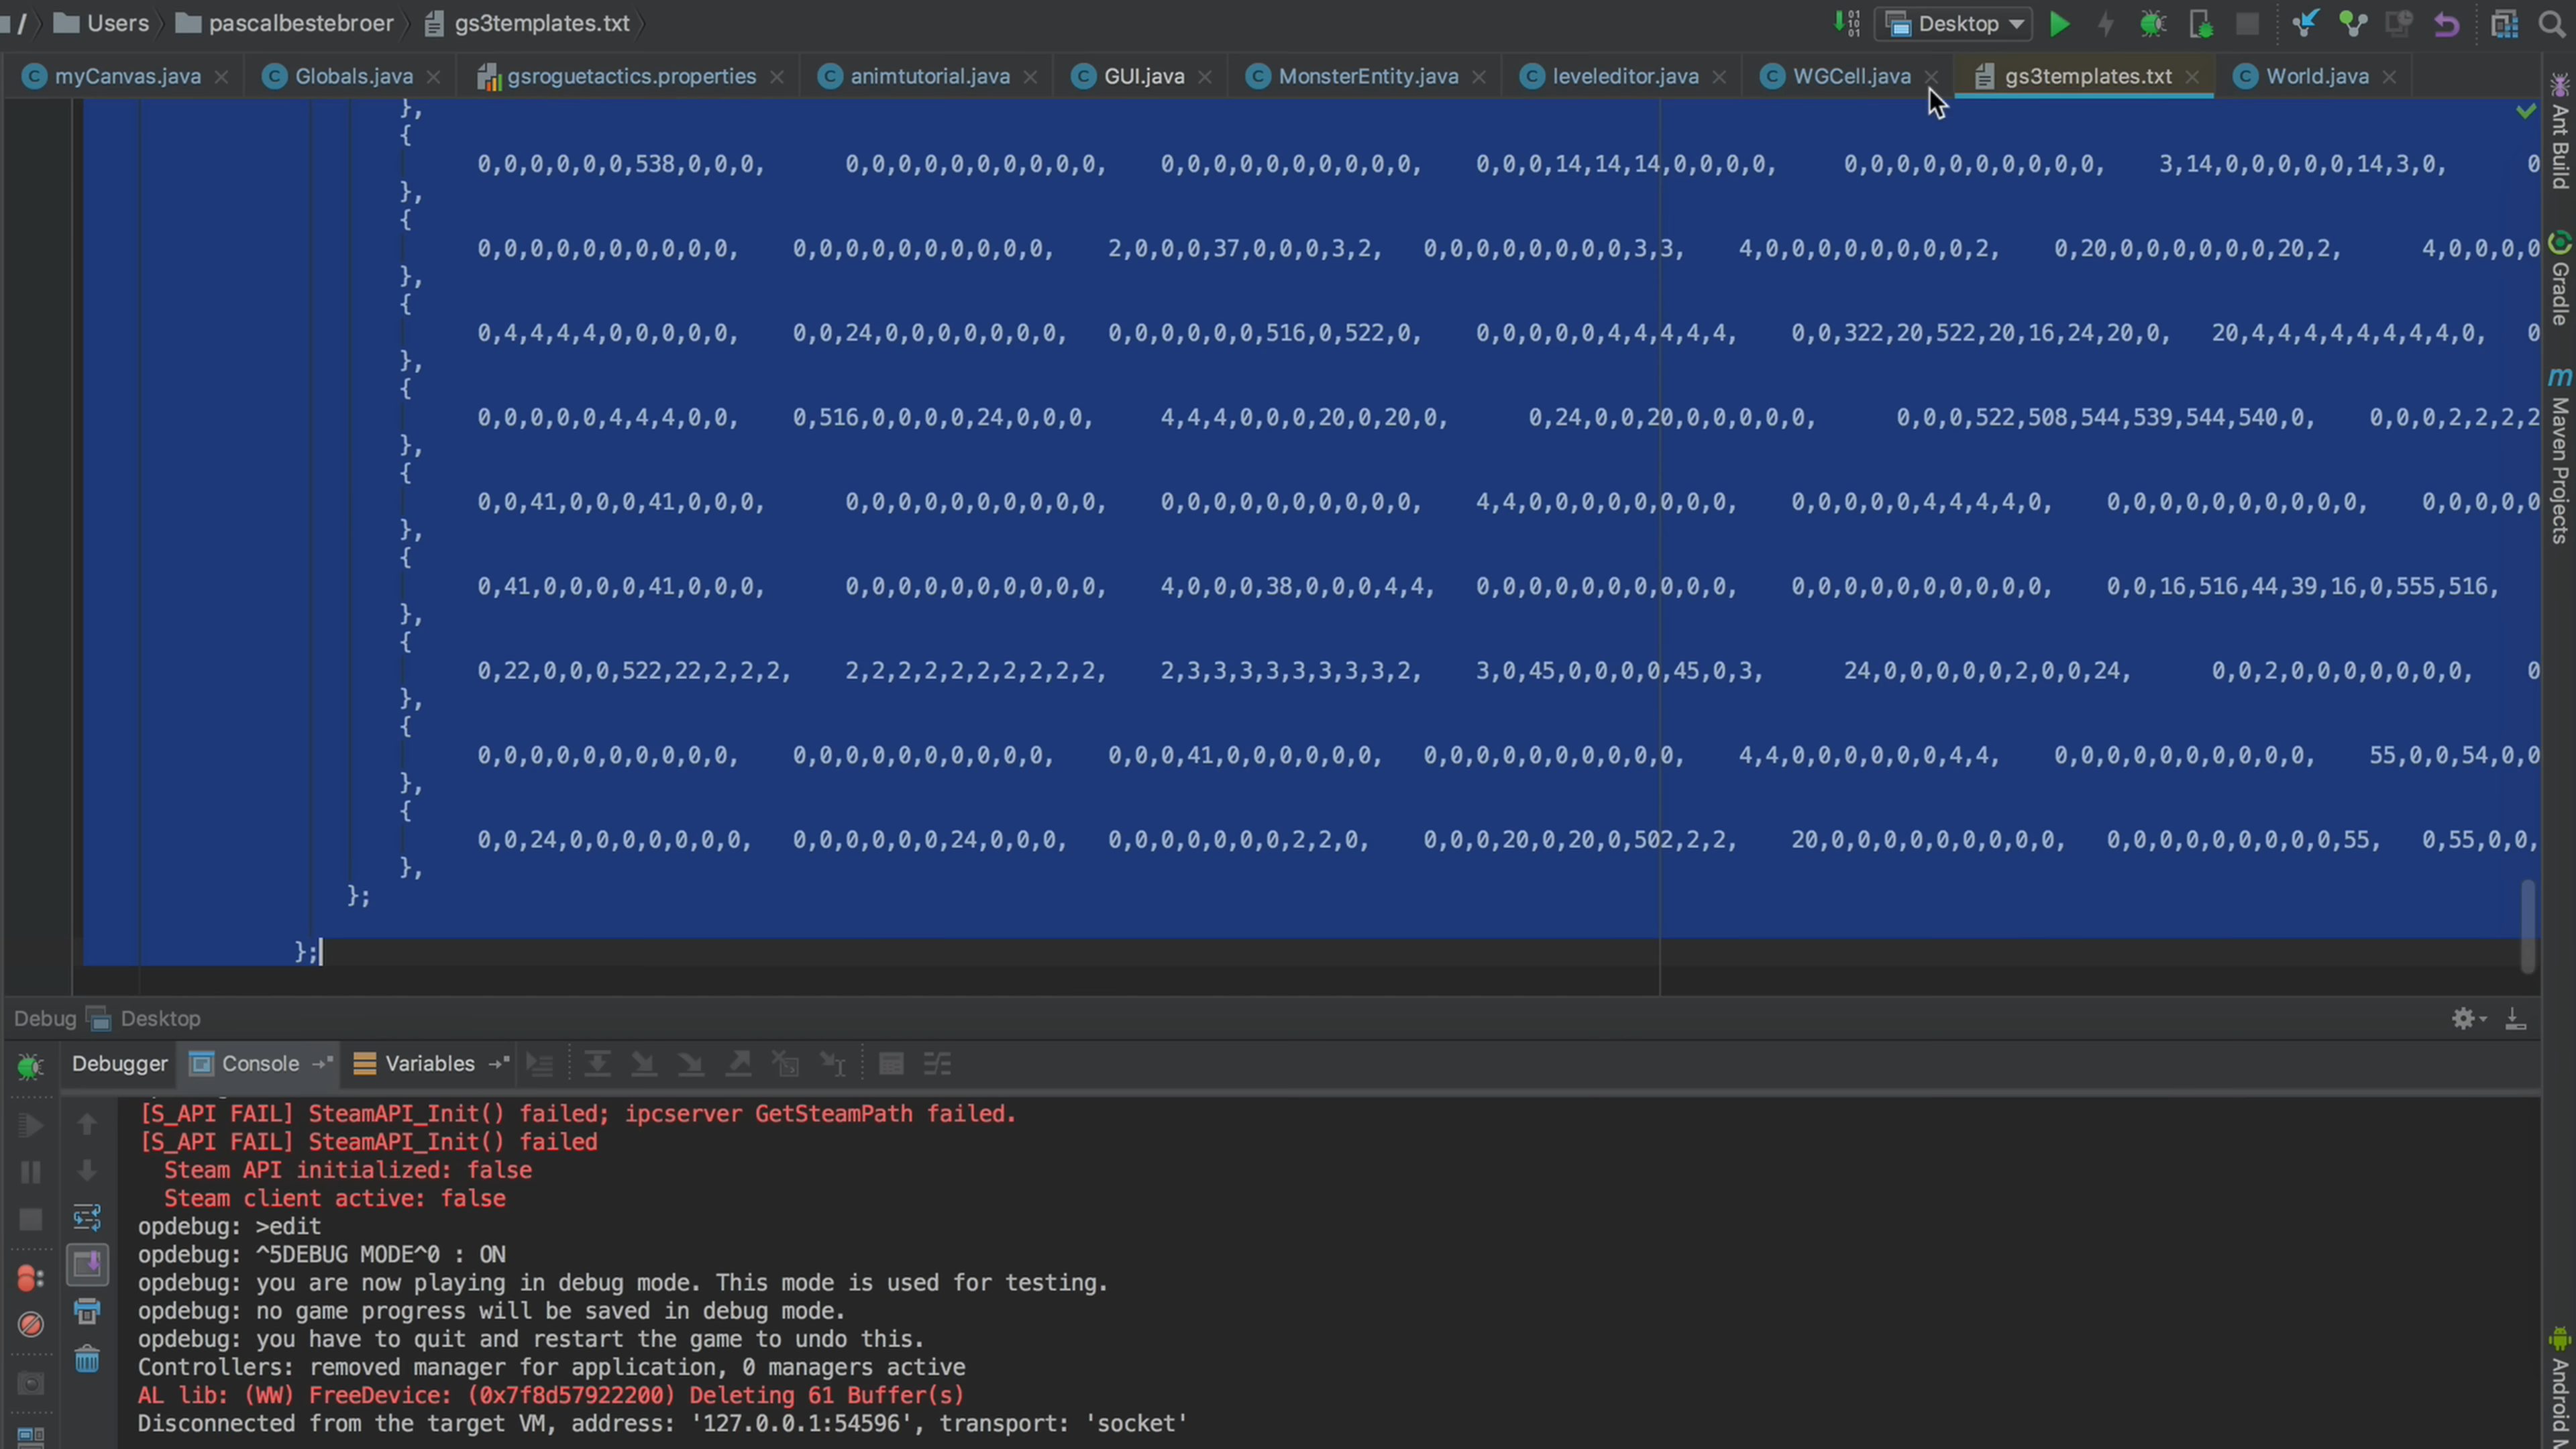 / Users pascalbestebroer gs3templates.txt Desktop
myCanvas.java Globals.java gsroguetactics.properties animtutorial.java GUI.java MonsterEntity.java leveleditor.java WGCell.java gs3templates.txt World.java
},
{
0,0,0,0,0,0,538,0,0,0, 0,0,0,0,0,0,0,0,0,0, 0,0,0,0,0,0,0,0,0,0, 0,0,0,14,14,14,0,0,0,0, 0,0,0,0,0,0,0,0,0,0, 3,14,0,0,0,0,0,14,3,0, 0
},
{
0,0,0,0,0,0,0,0,0,0, 0,0,0,0,0,0,0,0,0,0, 2,0,0,0,37,0,0,0,3,2, 0,0,0,0,0,0,0,0,3,3, 4,0,0,0,0,0,0,0,0,2, 0,20,0,0,0,0,0,0,20,2, 4,0,0,0,0
},
{
0,4,4,4,4,0,0,0,0,0, 0,0,24,0,0,0,0,0,0,0, 0,0,0,0,0,0,516,0,522,0, 0,0,0,0,0,4,4,4,4,4, 0,0,322,20,522,20,16,24,20,0, 20,4,4,4,4,4,4,4,4,0, 0
},
{
0,0,0,0,0,4,4,4,0,0, 0,516,0,0,0,0,24,0,0,0, 4,4,4,0,0,0,20,0,20,0, 0,24,0,0,20,0,0,0,0,0, 0,0,0,522,508,544,539,544,540,0, 0,0,0,2,2,2,2
},
{
0,0,41,0,0,0,41,0,0,0, 0,0,0,0,0,0,0,0,0,0, 0,0,0,0,0,0,0,0,0,0, 4,4,0,0,0,0,0,0,0,0, 0,0,0,0,0,4,4,4,4,0, 0,0,0,0,0,0,0,0,0,0, 0,0,0,0,0
},
{
0,41,0,0,0,0,41,0,0,0, 0,0,0,0,0,0,0,0,0,0, 4,0,0,0,38,0,0,0,4,4, 0,0,0,0,0,0,0,0,0,0, 0,0,0,0,0,0,0,0,0,0, 0,0,16,516,44,39,16,0,555,516,
},
{
0,22,0,0,0,522,22,2,2,2, 2,2,2,2,2,2,2,2,2,2, 2,3,3,3,3,3,3,3,3,2, 3,0,45,0,0,0,0,45,0,3, 24,0,0,0,0,0,2,0,0,24, 0,0,2,0,0,0,0,0,0,0, 0
},
{
0,0,0,0,0,0,0,0,0,0, 0,0,0,0,0,0,0,0,0,0, 0,0,0,41,0,0,0,0,0,0, 0,0,0,0,0,0,0,0,0,0, 4,4,0,0,0,0,0,0,4,4, 0,0,0,0,0,0,0,0,0,0, 55,0,0,54,0,0
},
{
0,0,24,0,0,0,0,0,0,0, 0,0,0,0,0,0,24,0,0,0, 0,0,0,0,0,0,0,2,2,0, 0,0,0,20,0,20,0,502,2,2, 20,0,0,0,0,0,0,0,0,0, 0,0,0,0,0,0,0,0,0,55, 0,55,0,0,
},
};
};
Ant Build
Gradle
Maven Projects
Android
Debug Desktop
Debugger Console Variables
[S_API FAIL] SteamAPI_Init() failed; ipcserver GetSteamPath failed.
[S_API FAIL] SteamAPI_Init() failed
Steam API initialized: false
Steam client active: false
opdebug: >edit
opdebug: ^5DEBUG MODE^0 : ON
opdebug: you are now playing in debug mode. This mode is used for testing.
opdebug: no game progress will be saved in debug mode.
opdebug: you have to quit and restart the game to undo this.
Controllers: removed manager for application, 0 managers active
AL lib: (WW) FreeDevice: (0x7f8d57922200) Deleting 61 Buffer(s)
Disconnected from the target VM, address: '127.0.0.1:54596', transport: 'socket'